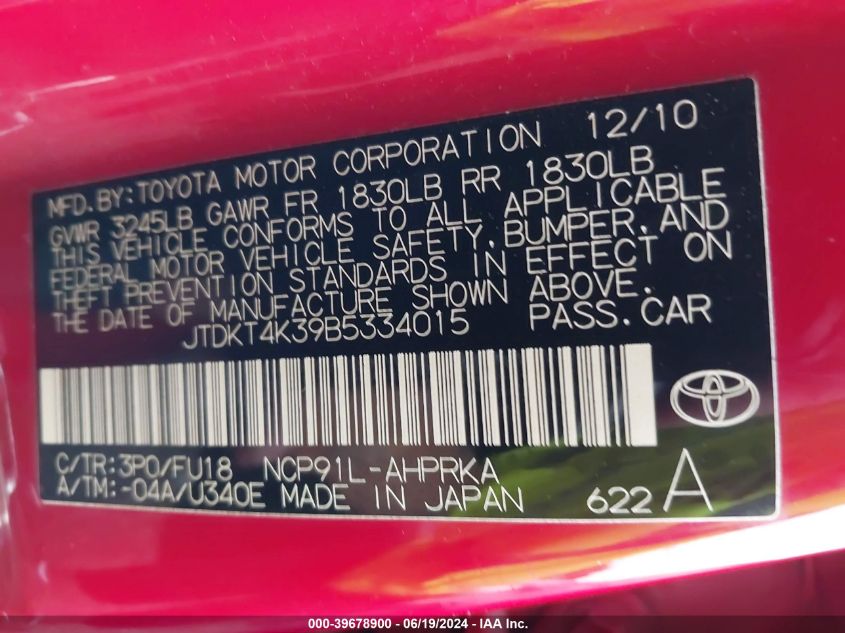 MFD.BY:TOYOTA MOTOR CORPORATION 12/10
GVWR 3245LB GAWR FR 1830LB RR 1830LB
THIS VEHICLE CONFORMS TO ALL APPLICABLE
FEDERAL MOTOR VEHICLE SAFETY,BUMPER,AND
THEFT PREVENTION STANDARDS IN EFFECT ON
THE DATE OF MANUFACTURE SHOWN ABOVE.
JTDKT4K39B5334015 PASS.CAR
C/TR:3P0/FU18 NCP91L-AHPRKA
A/TM:-04A/U340E MADE IN JAPAN 622 A
000-39678900 - 06/19/2024 - IAA Inc.